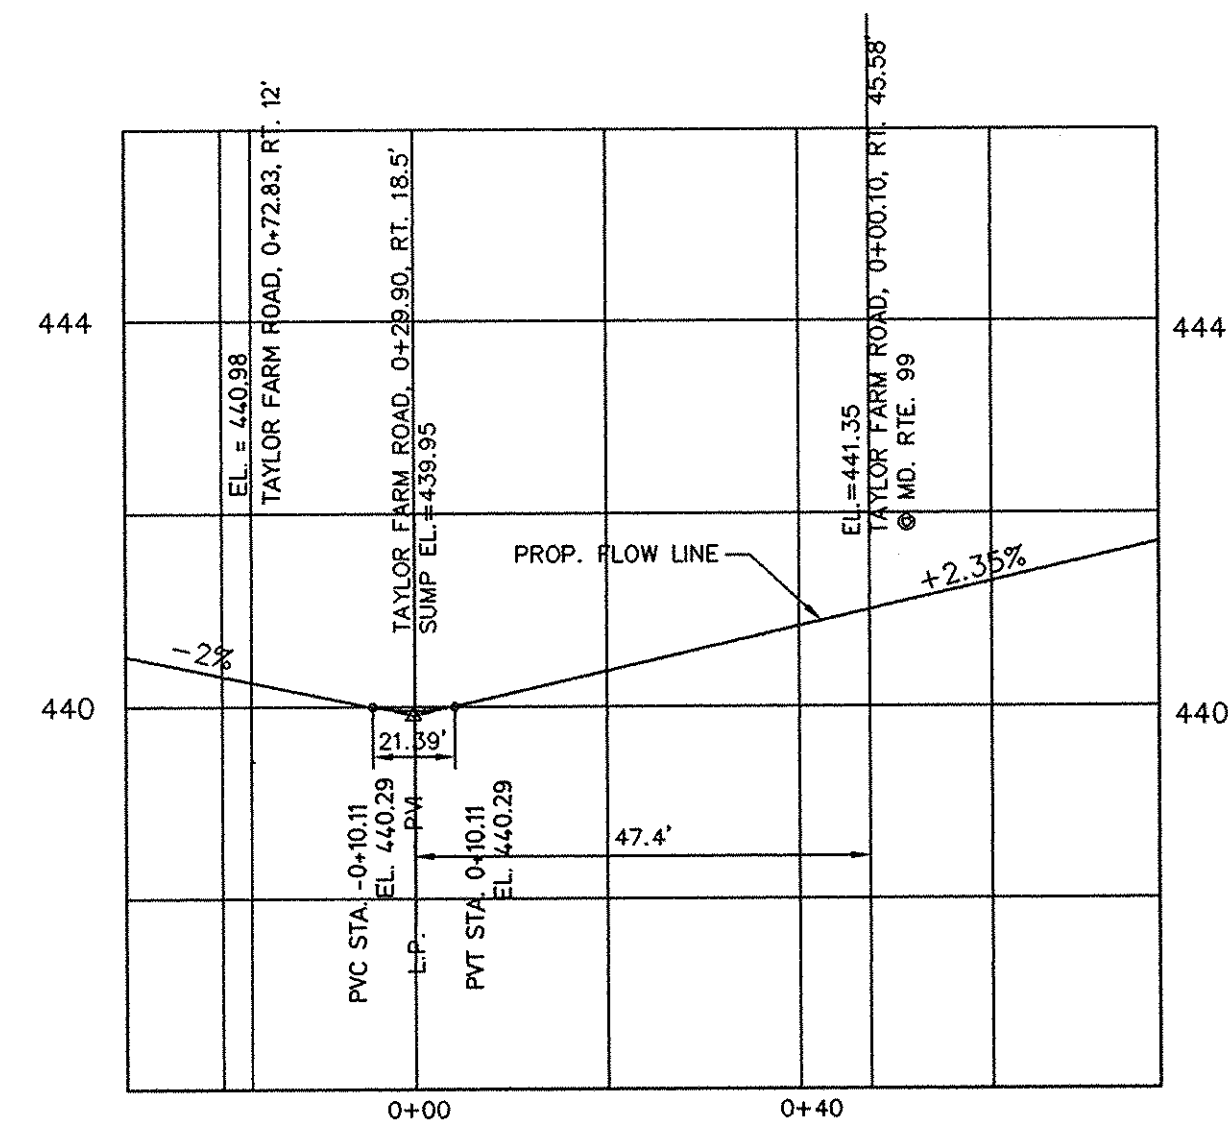 EL. = 440.98
TAYLOR FARM ROAD, 0+72.83, RT. 12'
TAYLOR FARM ROAD, 0+29.90, RT. 18.5'
SUMP EL.=439.95
EL.=441.35
TAYLOR FARM ROAD, 0+00.10, RT. 45.58'
@ MD. RTE. 99
444
444
PROP. FLOW LINE
+2.35%
-2%
440
440
21.39'
PVC STA. -0+10.11
EL. 440.29
PVI
L.P.
PVT STA. 0+10.11
EL. 440.29
47.4'
0+00
0+40